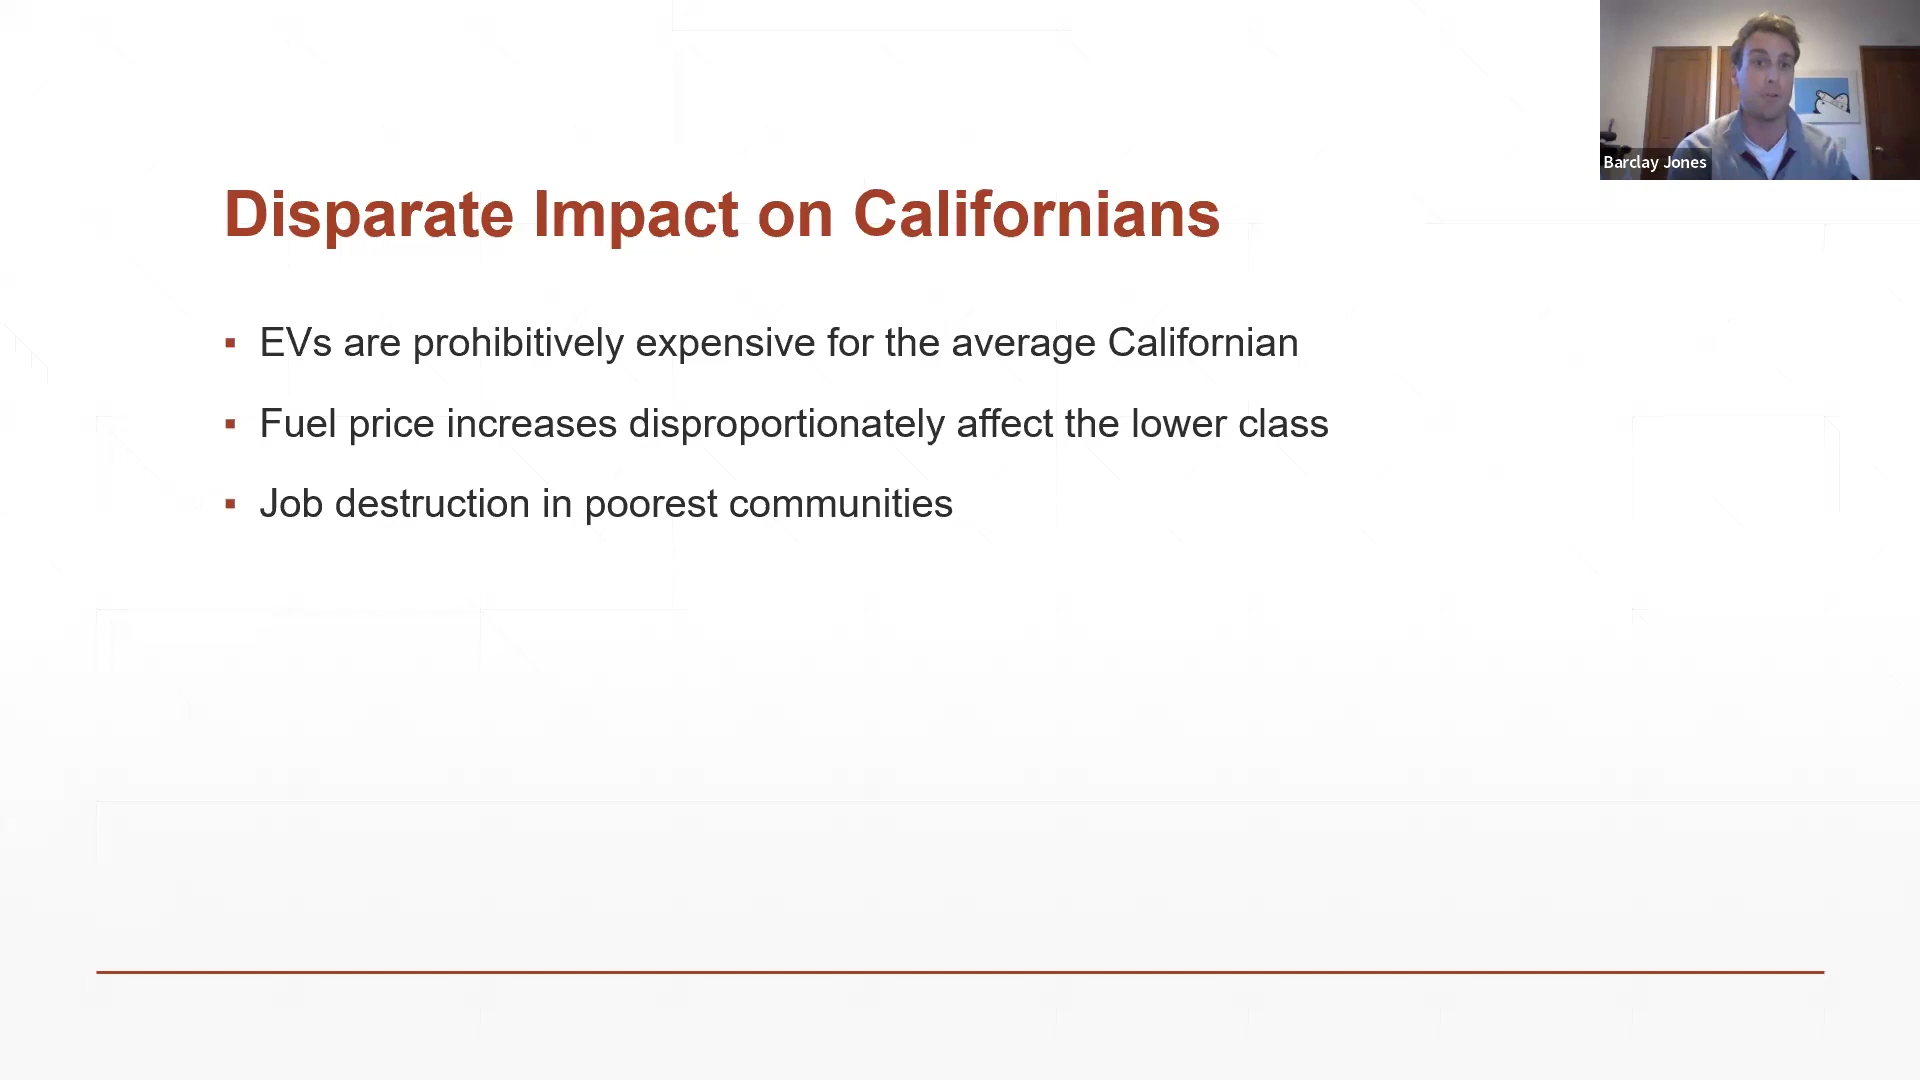 Barclay Jones
Disparate Impact on Californians
▪ EVs are prohibitively expensive for the average Californian
▪ Fuel price increases disproportionately affect the lower class
▪ Job destruction in poorest communities